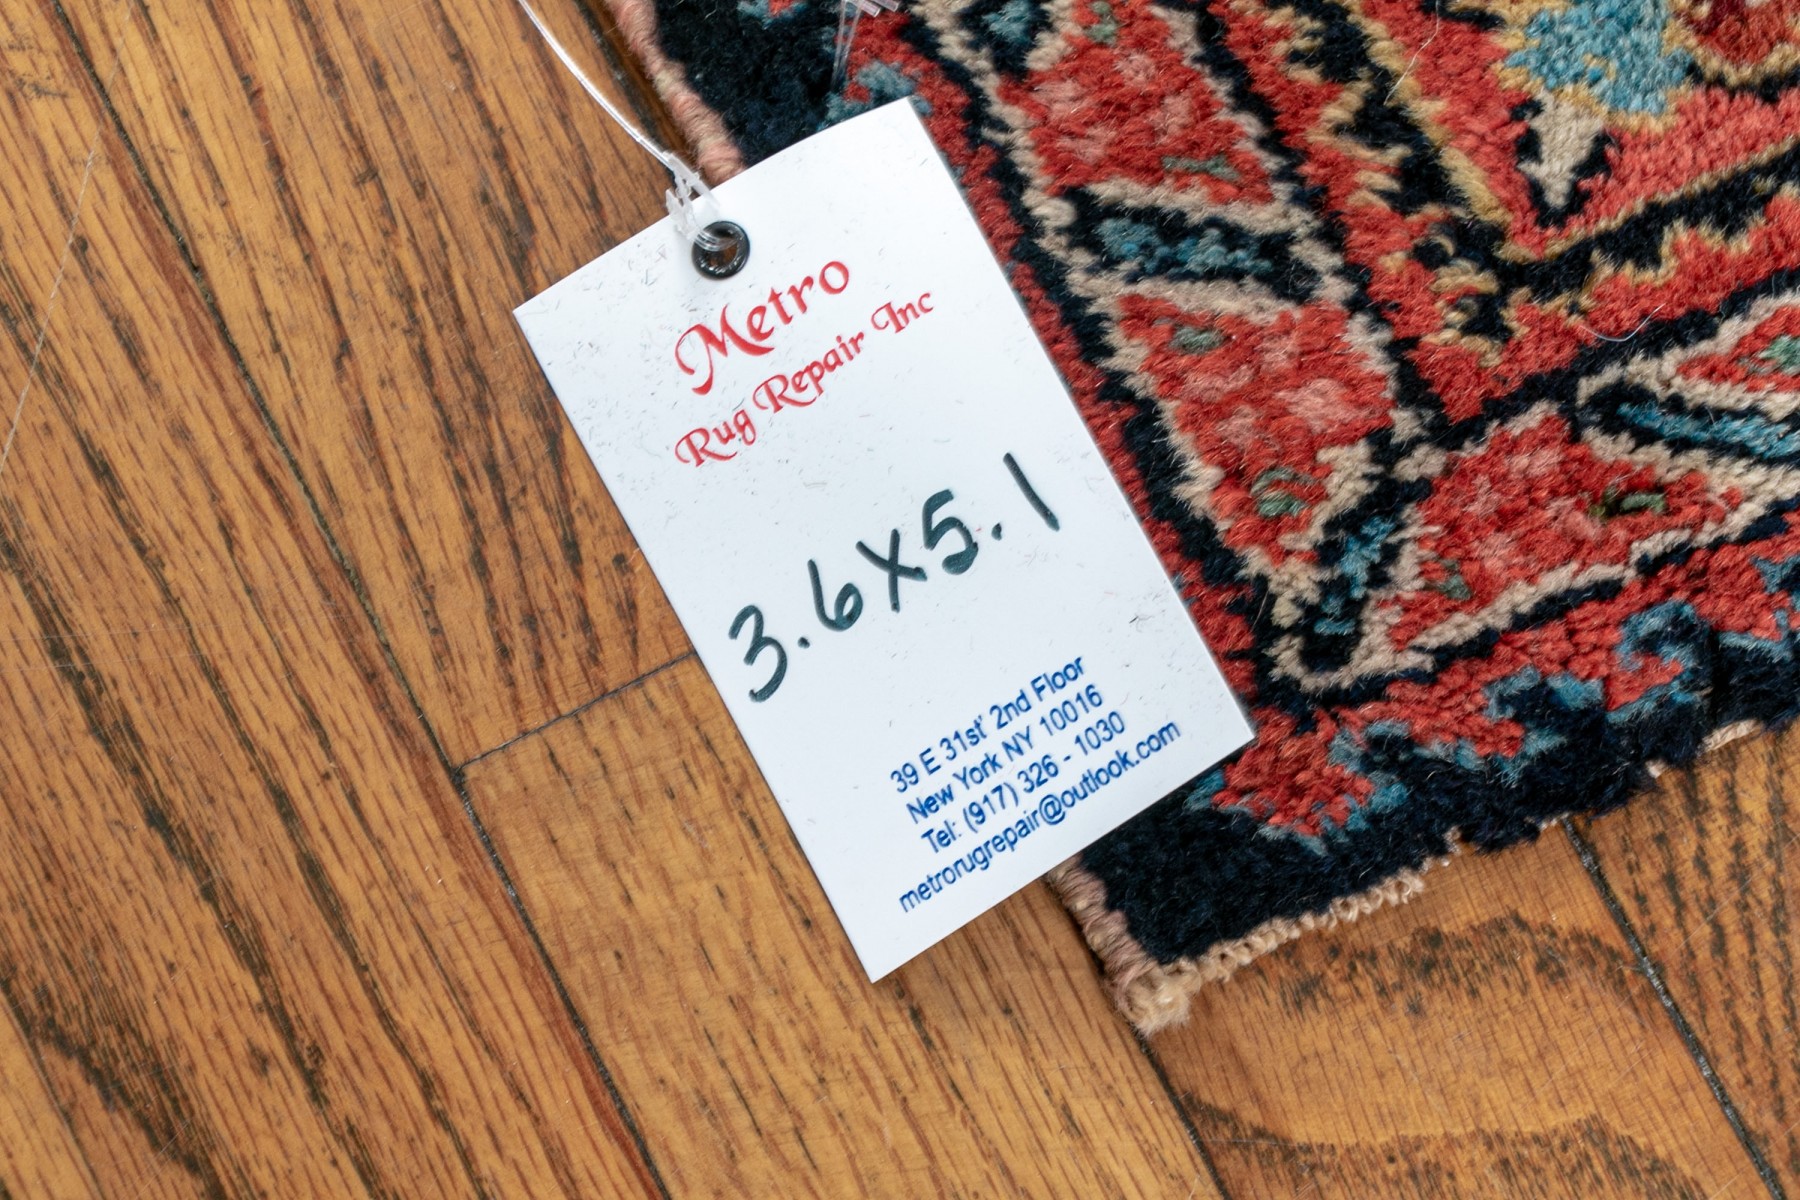 Metro
Rug Repair Inc
3.6X5.1
39 E 31st' 2nd Floor
New York NY 10016
Tel: (917) 326 - 1030
metrorugrepair@outlook.com